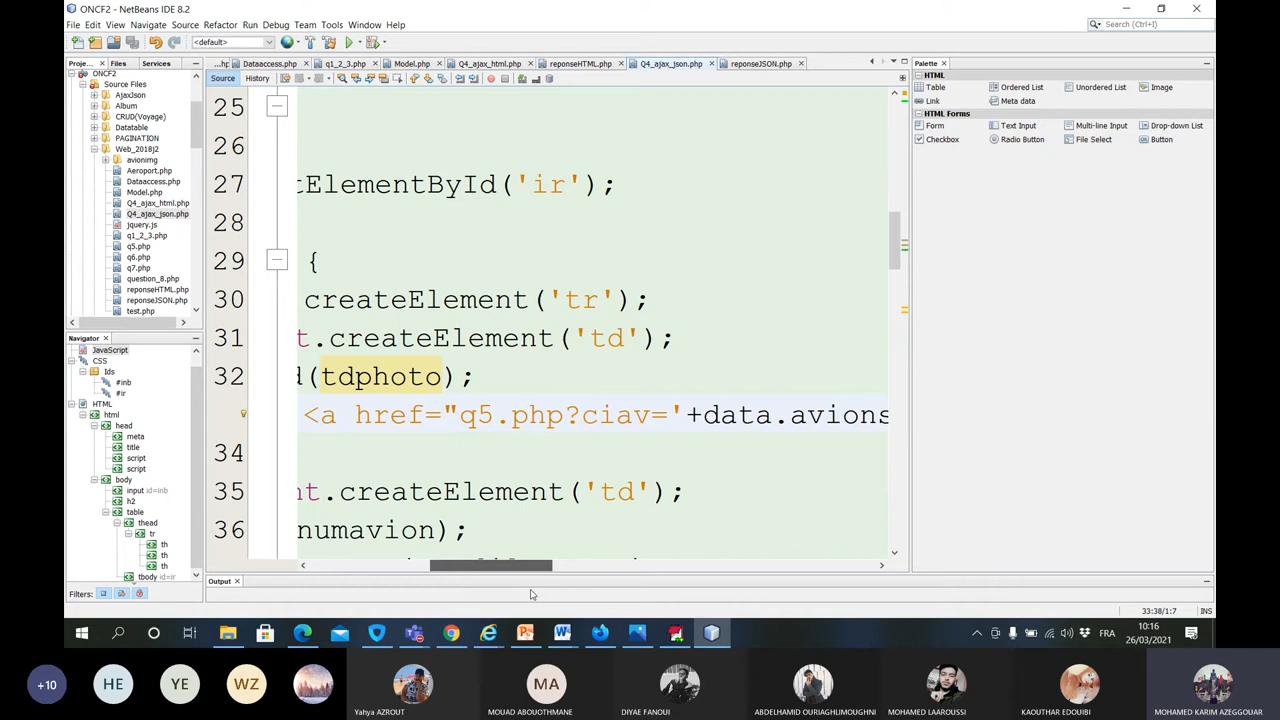 ONCF2 - NetBeans IDE 8.2
File Edit View Navigate Source Refactor Run Debug Team Tools Window Help
Search (Ctrl+I)
<default>
Proje... Files Services
...hp Dataaccess.php q1_2_3.php Model.php Q4_ajax_html.php reponseHTML.php Q4_ajax_json.php reponseJSON.php
Source History
ONCF2
Source Files
AjaxJson
Album
CRUD(Voyage)
Datatable
PAGINATION
Web_2018j2
avionimg
Aeroport.php
Dataaccess.php
Model.php
Q4_ajax_html.php
Q4_ajax_json.php
jquery.js
q1_2_3.php
q5.php
q6.php
q7.php
question_8.php
reponseHTML.php
reponseJSON.php
test.php
Navigator
JavaScript
CSS
Ids
#inb
#ir
HTML
html
head
meta
title
script
script
body
input id=inb
h2
table
thead
tr
th
th
th
tbody id=ir
Filters:
25
26
27 tElementById('ir');
28
29 {
30 createElement('tr');
31 t.createElement('td');
32 d(tdphoto);
<a href="q5.php?ciav='+data.avions
34
35 nt.createElement('td');
36 numavion);
Output
Palette
HTML
Table Ordered List Unordered List Image
Link Meta data
HTML Forms
Form Text Input Multi-line Input Drop-down List
Checkbox Radio Button File Select Button
33:38/1:7 INS
FRA
10:16
26/03/2021
+10 HE YE WZ MA
Yahya AZROUT MOUAD ABOUOTHMANE DIYAE FANOUI ABDELHAMID OURIAGHLIMOUGHNI MOHAMED LAAROUSSI KAOUTHAR EDOUIBI MOHAMED KARIM AZEGGOUAR